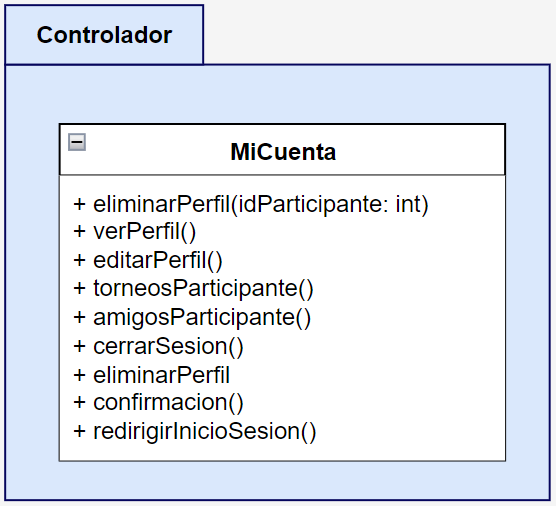 Controlador
MiCuenta
+ eliminarPerfil(idParticipante: int)
+ verPerfil()
+ editarPerfil()
+ torneosParticipante()
+ amigosParticipante()
+ cerrarSesion()
+ eliminarPerfil
+ confirmacion()
+ redirigirInicioSesion()